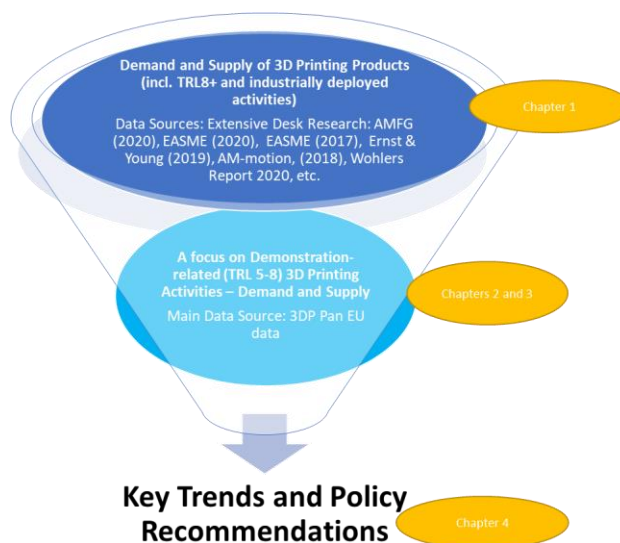 Demand and Supply of 3D Printing Products
(incl. TRL8+ and industrially deployed
activities)
Data Sources: Extensive Desk Research: AMFG
(2020), EASME (2020), EASME (2017), Ernst &
Young (2019), AM-motion, (2018), Wohlers
Report 2020, etc.
Chapter 1
A focus on Demonstration-
related (TRL 5-8) 3D Printing
Activities – Demand and Supply
Main Data Source: 3DP Pan EU
data
Chapters 2 and 3
Key Trends and Policy
Recommendations
Chapter 4